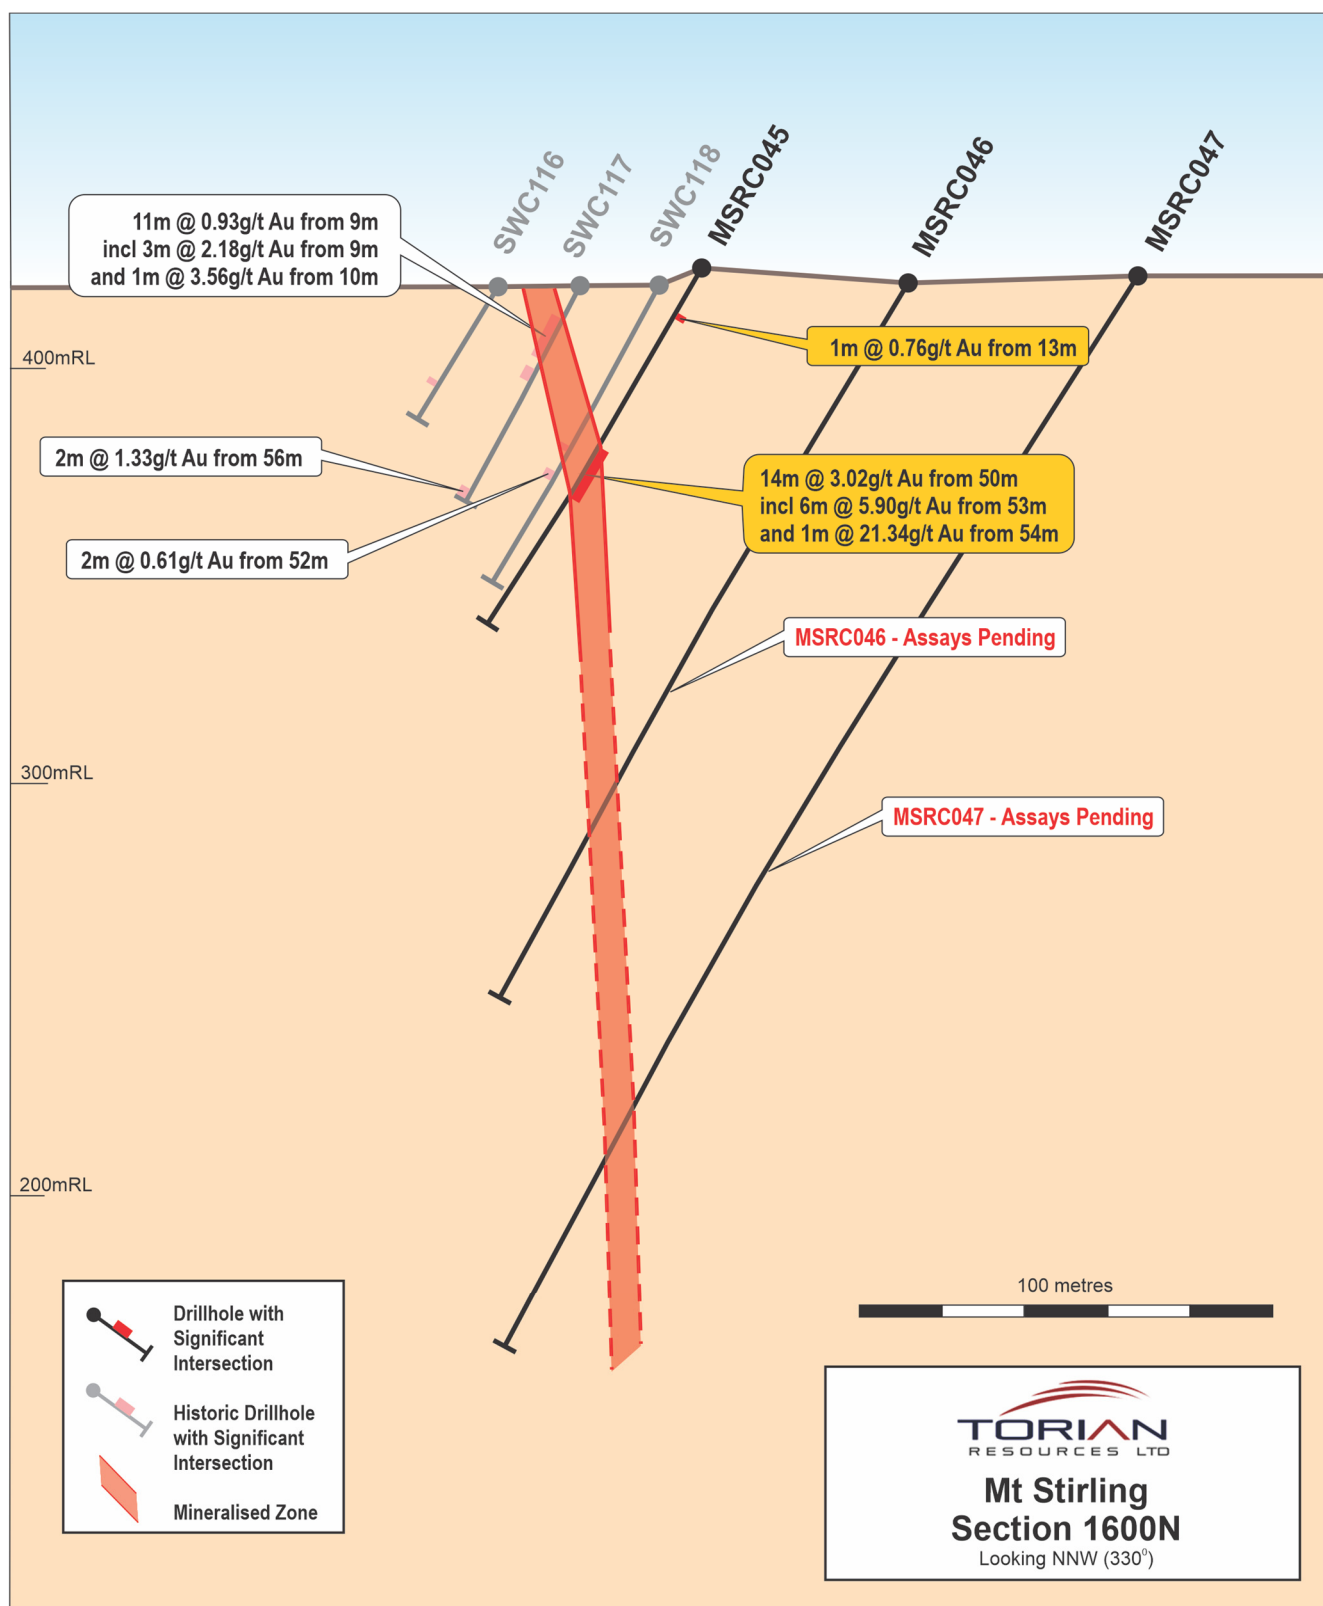 SWC116
SWC117
SWC118
MSRC045
MSRC046
MSRC047
11m @ 0.93g/t Au from 9m
incl 3m @ 2.18g/t Au from 9m
and 1m @ 3.56g/t Au from 10m
1m @ 0.76g/t Au from 13m
400mRL
2m @ 1.33g/t Au from 56m
14m @ 3.02g/t Au from 50m
incl 6m @ 5.90g/t Au from 53m
and 1m @ 21.34g/t Au from 54m
2m @ 0.61g/t Au from 52m
MSRC046 - Assays Pending
300mRL
MSRC047 - Assays Pending
200mRL
100 metres
Drillhole with
Significant
Intersection
Historic Drillhole
with Significant
Intersection
Mineralised Zone
TORIAN
RESOURCES LTD
Mt Stirling
Section 1600N
Looking NNW (330⁰)